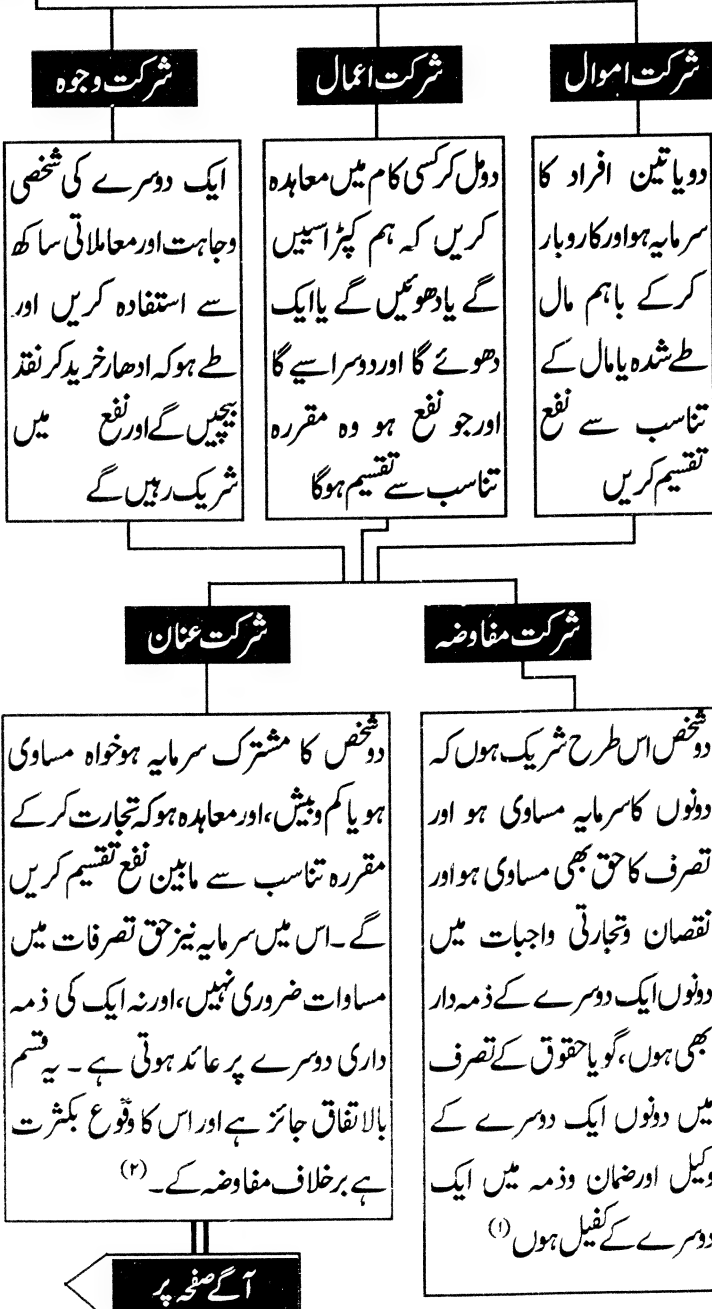 شرکت اموال
دو یا تین افراد کا
سرمایہ ہو اور کاروبار
کرکے باہم مال
طے شدہ یا مال کے
تناسب سے نفع
تقسیم کریں
شرکت اعمال
دو مل کر کسی کام میں معاہدہ
کریں کہ ہم کپڑا سییں
گے یا دھوئیں گے یا ایک
دھوئے گا اور دوسرا سیے گا
اور جو نفع ہو وہ مقررہ
تناسب سے تقسیم ہوگا
شرکت وجوہ
ایک دوسرے کی شخصی
وجاہت اور معاملاتی ساکھ
سے استفادہ کریں اور
طے ہو کہ ادھار خرید کر نقد
بیچیں گے اور نفع میں
شریک رہیں گے
شرکت مفاوضہ
دو شخص اس طرح شریک ہوں کہ
دونوں کا سرمایہ مساوی ہو اور
تصرف کا حق بھی مساوی ہو اور
نقصان وتجارتی واجبات میں
دونوں ایک دوسرے کے ذمہ دار
بھی ہوں، گویا حقوق کے تصرف
میں دونوں ایک دوسرے کے
وکیل اور ضمان وذمہ میں ایک
دوسرے کے کفیل ہوں (۱)
شرکت عنان
دو شخص کا مشترک سرمایہ ہو خواہ مساوی
ہو یا کم وبیش، اور معاہدہ ہو کہ تجارت کرکے
مقررہ تناسب سے مابین نفع تقسیم کریں
گے۔ اس میں سرمایہ نیز حق تصرفات میں
مساوات ضروری نہیں، اور نہ ایک کی ذمہ
داری دوسرے پر عائد ہوتی ہے ۔ یہ قسم
بالاتفاق جائز ہے اور اس کا وقوع بکثرت
ہے برخلاف مفاوضہ کے۔ (۲)
آگے صفحہ پر